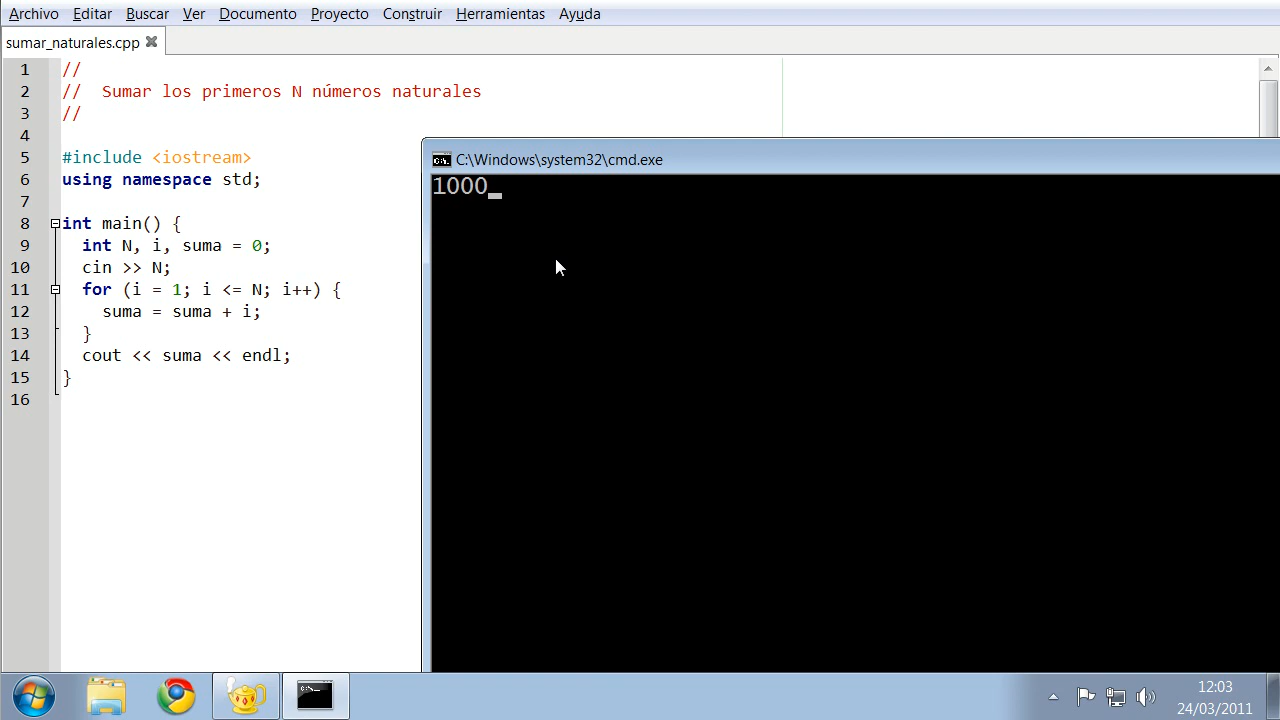 Archivo Editar Buscar Ver Documento Proyecto Construir Herramientas Ayuda
sumar_naturales.cpp
1 //
2 //  Sumar los primeros N números naturales
3 //
4
5 #include <iostream>
6 using namespace std;
7
8 int main() {
9   int N, i, suma = 0;
10   cin >> N;
11   for (i = 1; i <= N; i++) {
12     suma = suma + i;
13   }
14   cout << suma << endl;
15 }
16
C:\Windows\system32\cmd.exe
1000_
12:03
24/03/2011